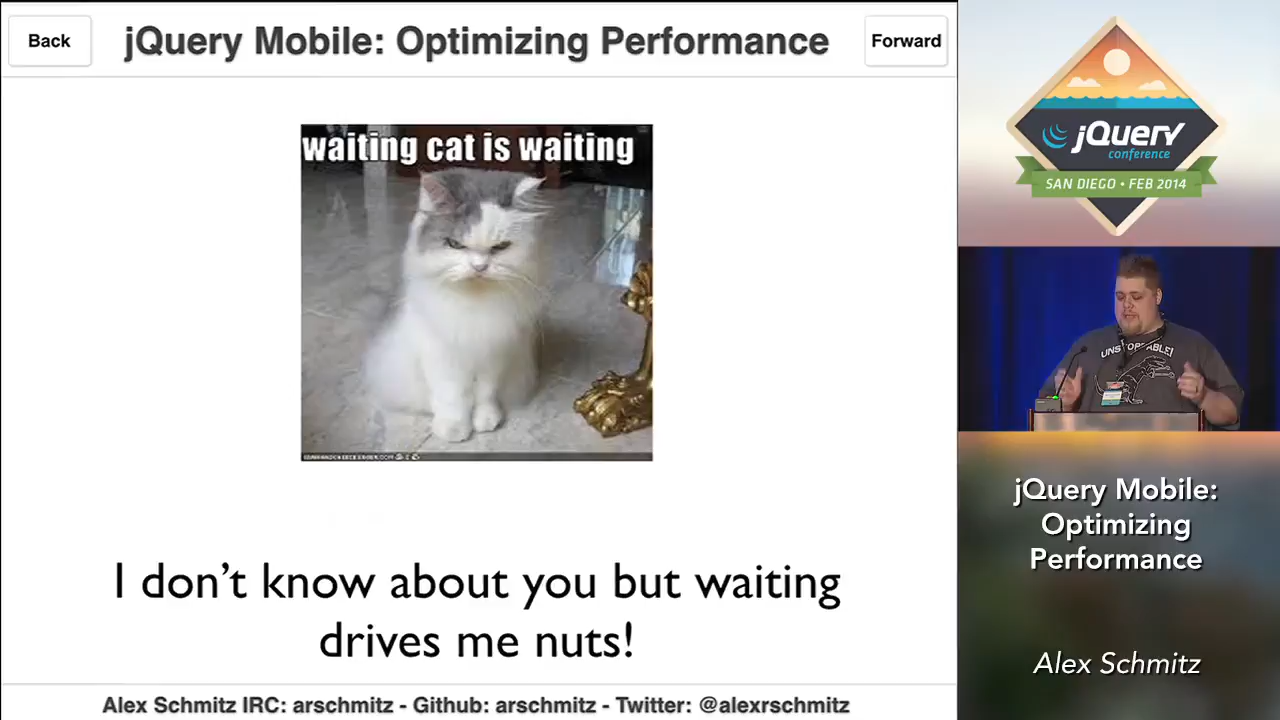 Back
jQuery Mobile: Optimizing Performance
Forward
waiting cat is waiting
I don't know about you but waiting
drives me nuts!
Alex Schmitz IRC: arschmitz - Github: arschmitz - Twitter: @alexrschmitz
jQuery
conference
SAN DIEGO • FEB 2014
UNSTOPPABLE!
jQuery Mobile:
Optimizing
Performance
Alex Schmitz